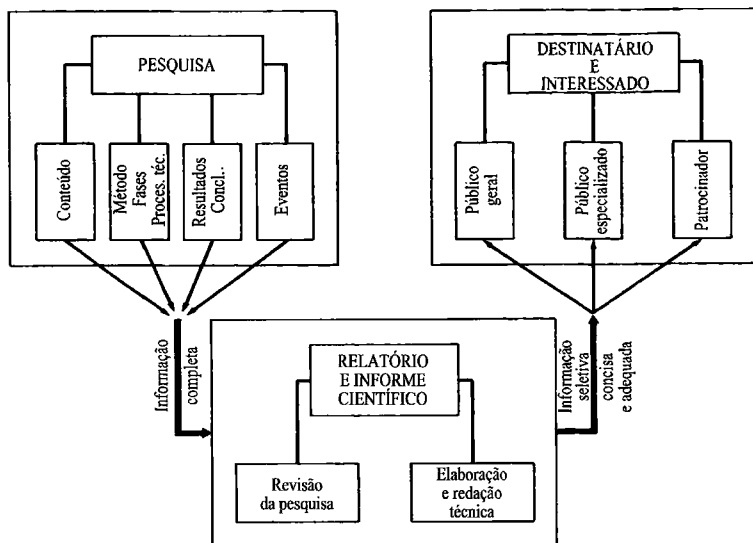 PESQUISA
Conteúdo
Método
Fases
Proces. téc.
Resultados
Concl..
Eventos
DESTINATÁRIO
E
INTERESSADO
Público
geral
Público
especializado
Patrocinador
Informação
completa
RELATÓRIO
E INFORME
CIENTÍFICO
Revisão
da pesquisa
Elaboração
e redação
técnica
Informação
seletiva
concisa
e adequada